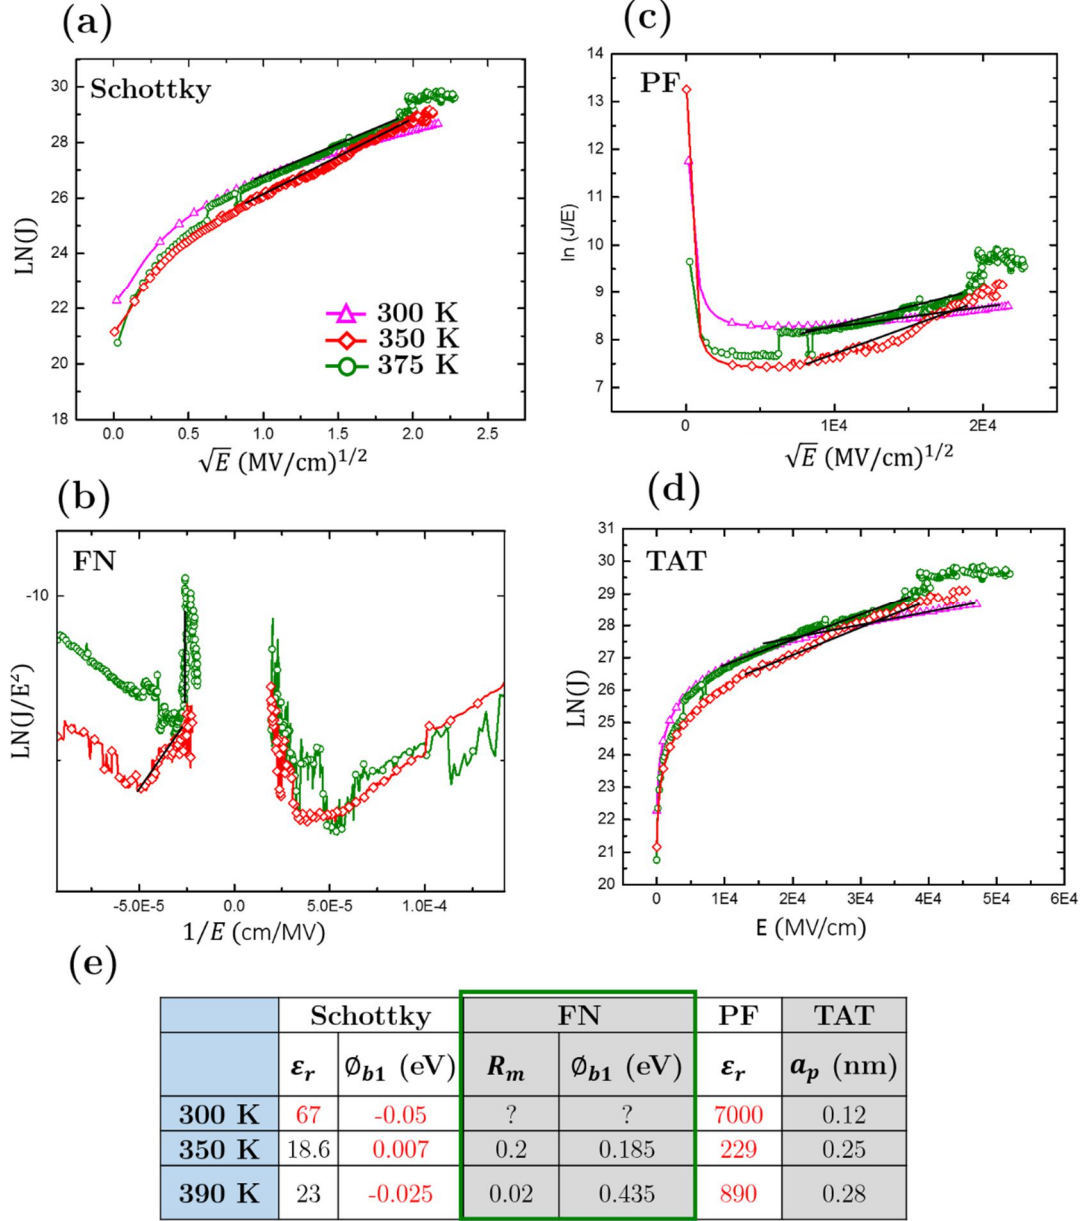 (a)
Schottky
30
28
26
24
22
20
18
LN(J)
300 K
350 K
375 K
0.0 0.5 1.0 1.5 2.0 2.5
√E (MV/cm)^1/2
(c)
PF
14
13
12
11
10
9
8
7
ln (J/E)
0 1E4 2E4
√E (MV/cm)^1/2
(b)
FN
-10
LN(J/E²)
-5.0E-5 0.0 5.0E-5 1.0E-4
1/E (cm/MV)
(d)
TAT
31
30
29
28
27
26
25
24
23
22
21
20
LN(J)
0 1E4 2E4 3E4 4E4 5E4 6E4
E (MV/cm)
(e)
Schottky FN PF TAT
εr Øb1 (eV) Rm Øb1 (eV) εr ap (nm)
300 K 67 -0.05 ? ? 7000 0.12
350 K 18.6 0.007 0.2 0.185 229 0.25
390 K 23 -0.025 0.02 0.435 890 0.28